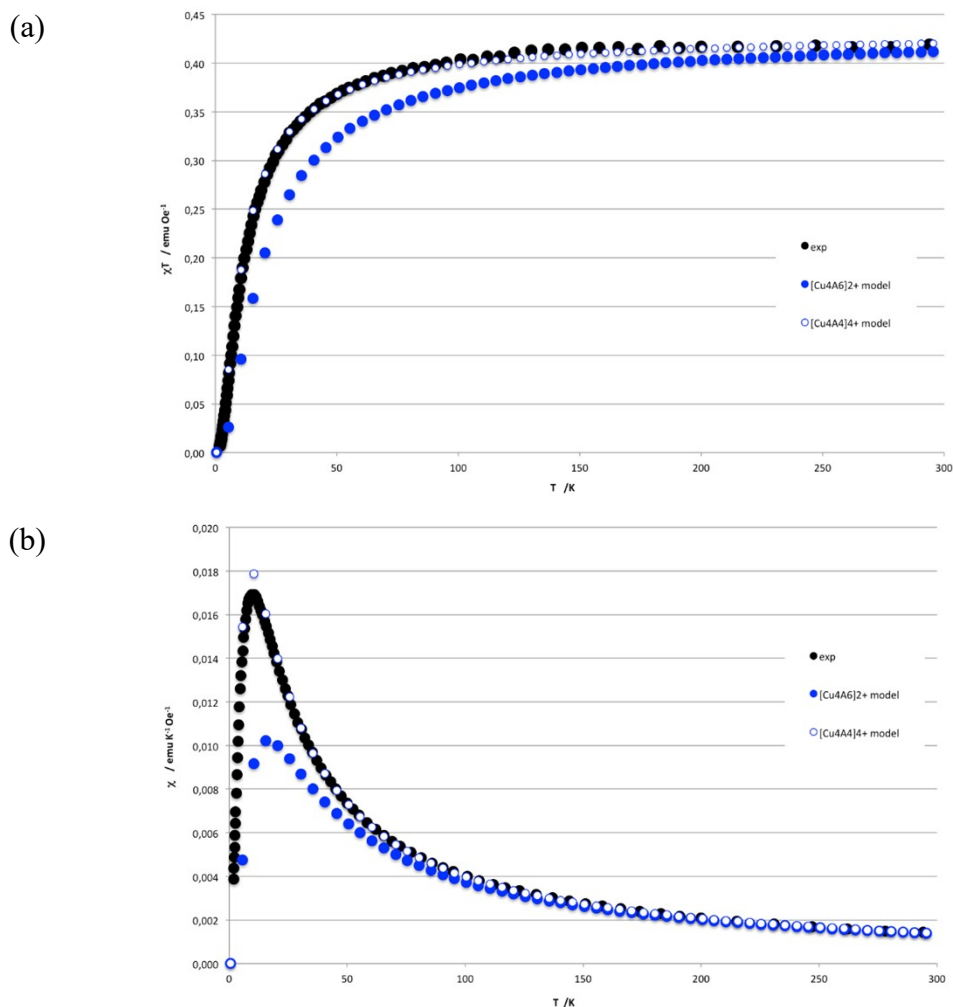 (a)
0,45
0,40
0,35
0,30
0,25
0,20
0,15
0,10
0,05
0,00
χT / emu Oe⁻¹
exp
[Cu4A6]2+ model
[Cu4A4]4+ model
0 50 100 150 200 250 300
T /K
(b)
0,020
0,018
0,016
0,014
0,012
0,010
0,008
0,006
0,004
0,002
0,000
χ / emu K⁻¹ Oe⁻¹
exp
[Cu4A6]2+ model
[Cu4A4]4+ model
0 50 100 150 200 250 300
T /K